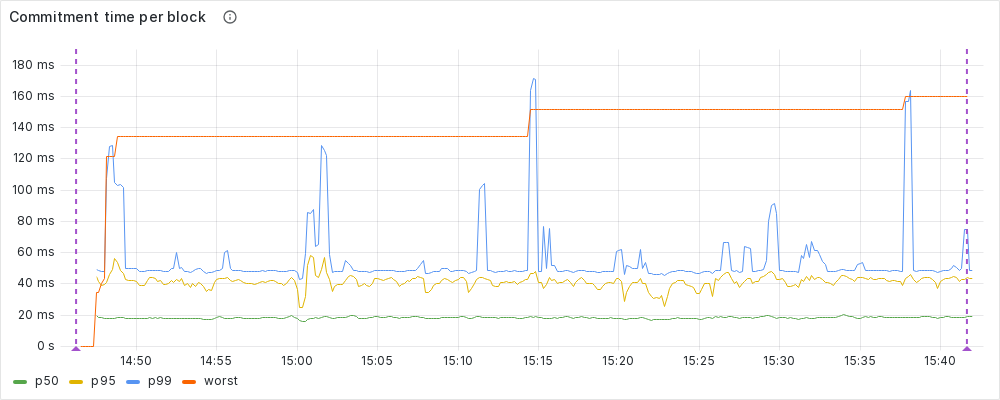 Commitment time per block
180 ms
160 ms
140 ms
120 ms
100 ms
80 ms
60 ms
40 ms
20 ms
0 s
14:50 14:55 15:00 15:05 15:10 15:15 15:20 15:25 15:30 15:35 15:40
p50 p95 p99 worst